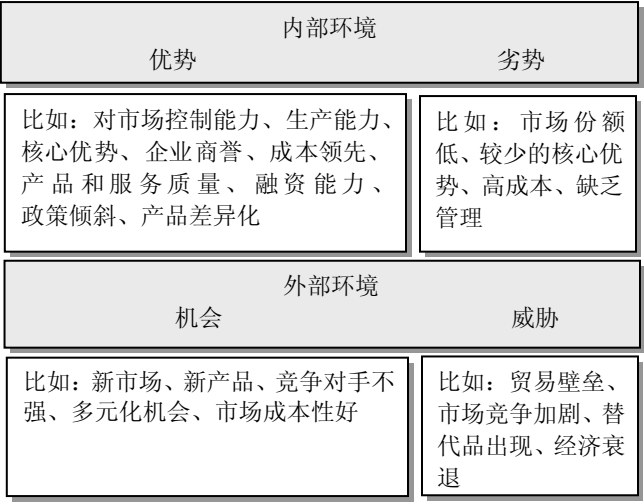 内部环境
优势 劣势
比如：对市场控制能力、生产能力、
核心优势、企业商誉、成本领先、
产品和服务质量、融资能力、
政策倾斜、产品差异化
比如：市场份额
低、较少的核心优
势、高成本、缺乏
管理
外部环境
机会 威胁
比如：新市场、新产品、竞争对手不
强、多元化机会、市场成本性好
比如：贸易壁垒、
市场竞争加剧、替
代品出现、经济衰
退